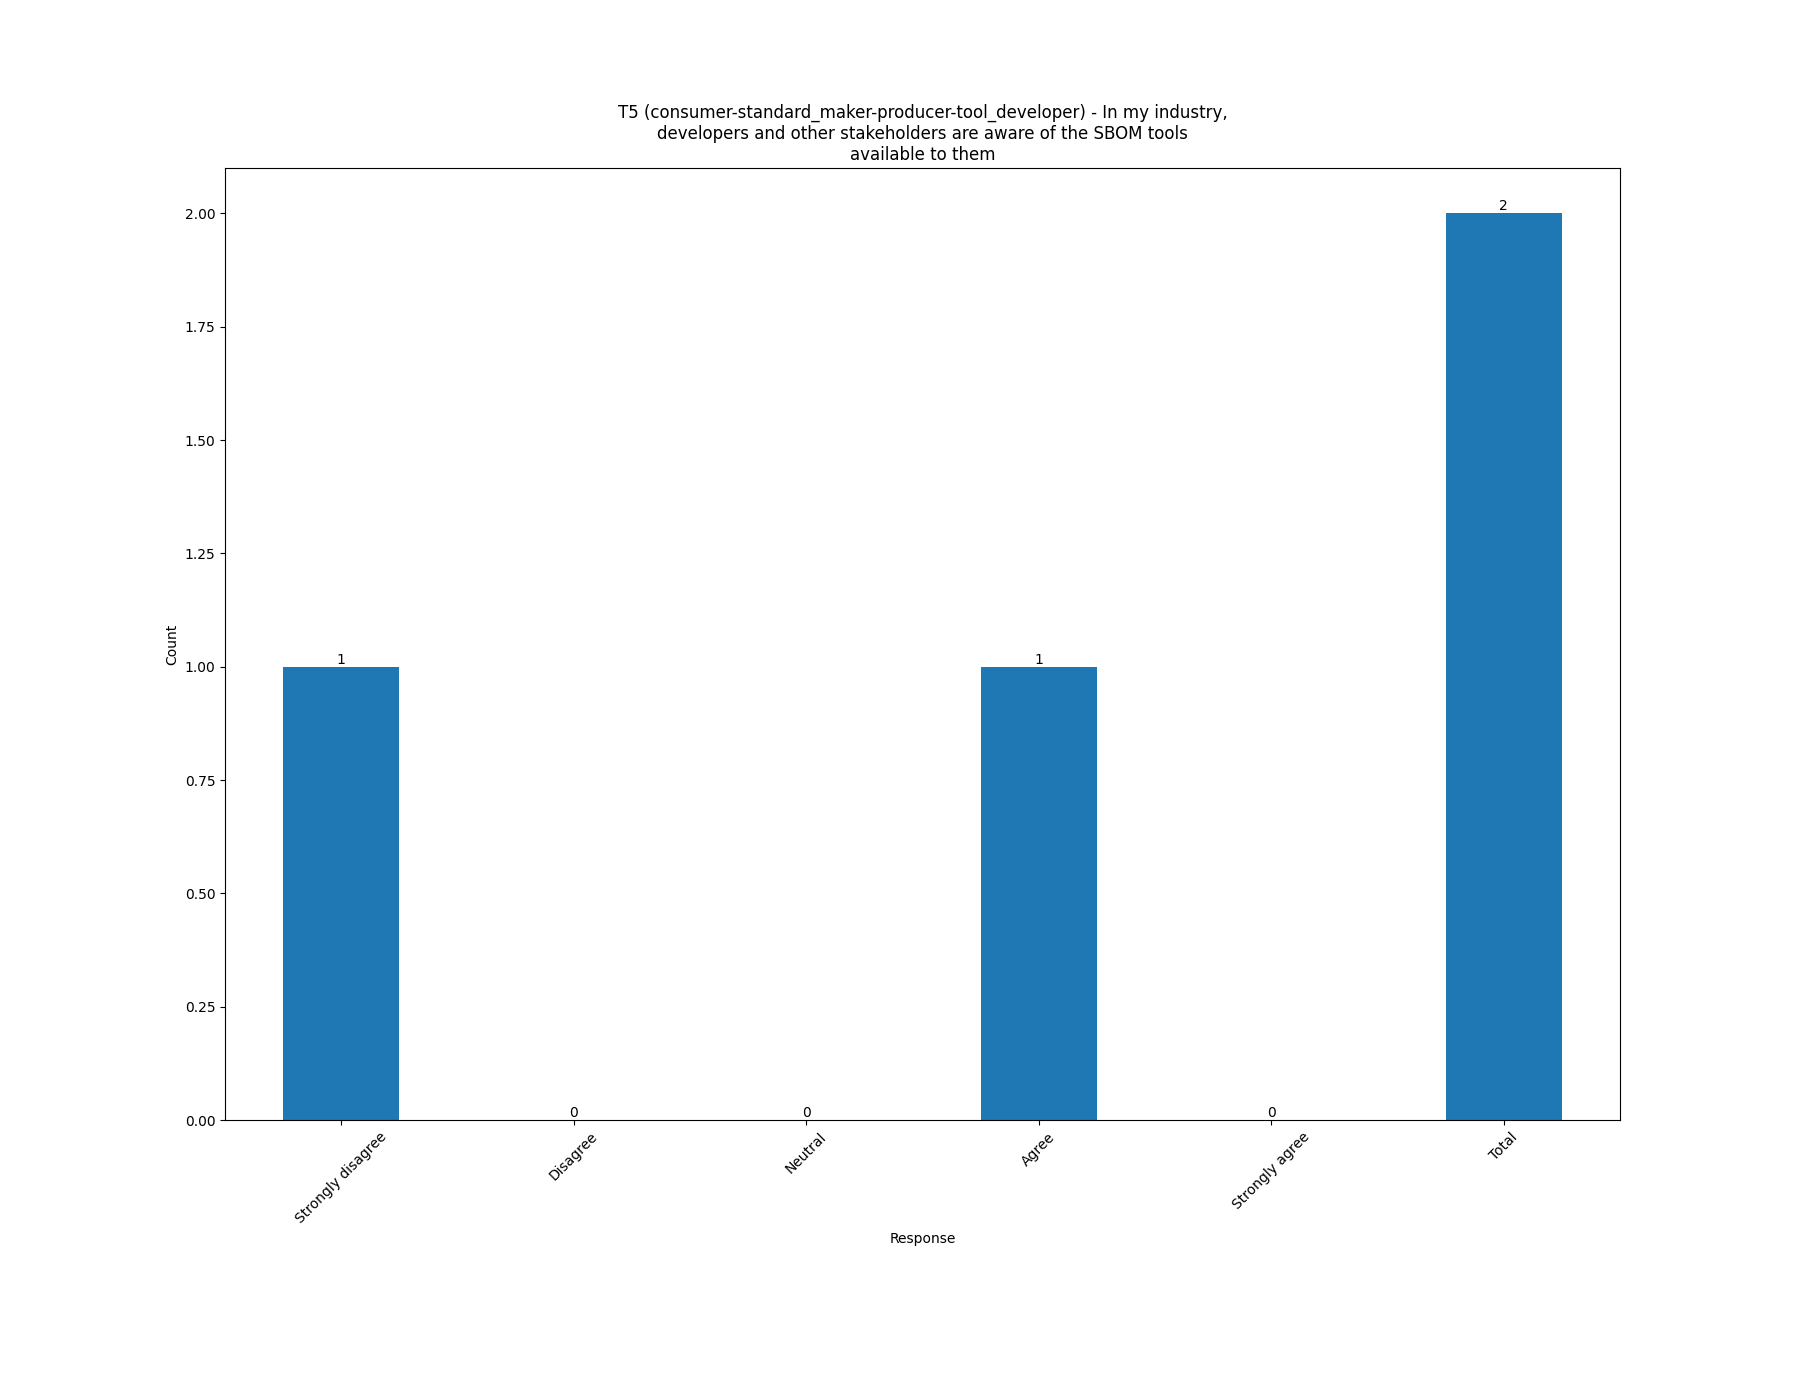 T5 (consumer-standard_maker-producer-tool_developer) - In my industry,
developers and other stakeholders are aware of the SBOM tools
available to them
2.00
1.75
1.50
1.25
1.00
0.75
0.50
0.25
0.00
Count
1
0
0
1
0
2
Strongly disagree
Disagree
Neutral
Agree
Strongly agree
Total
Response